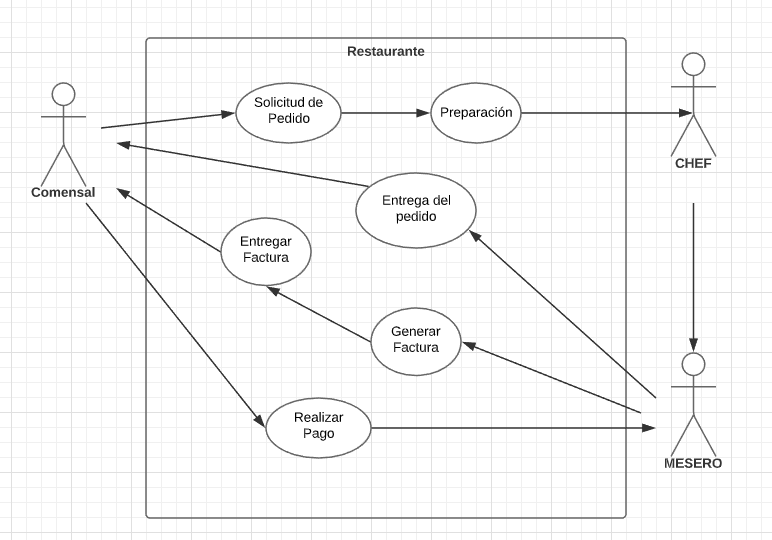 Restaurante
Solicitud de
Pedido
Preparación
CHEF
Comensal
Entrega del
pedido
Entregar
Factura
Generar
Factura
Realizar
Pago
MESERO